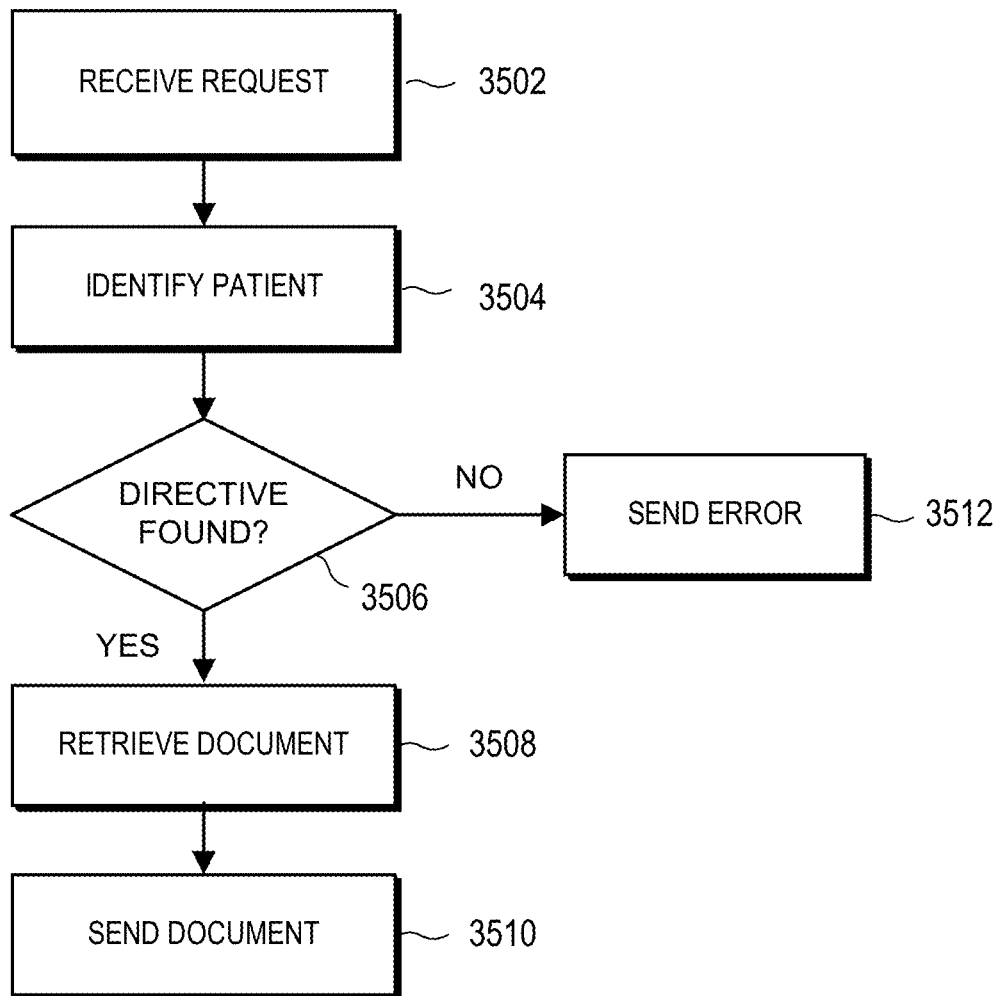 RECEIVE REQUEST
3502
IDENTIFY PATIENT
3504
DIRECTIVE
FOUND?
3506
NO
SEND ERROR
3512
YES
RETRIEVE DOCUMENT
3508
SEND DOCUMENT
3510